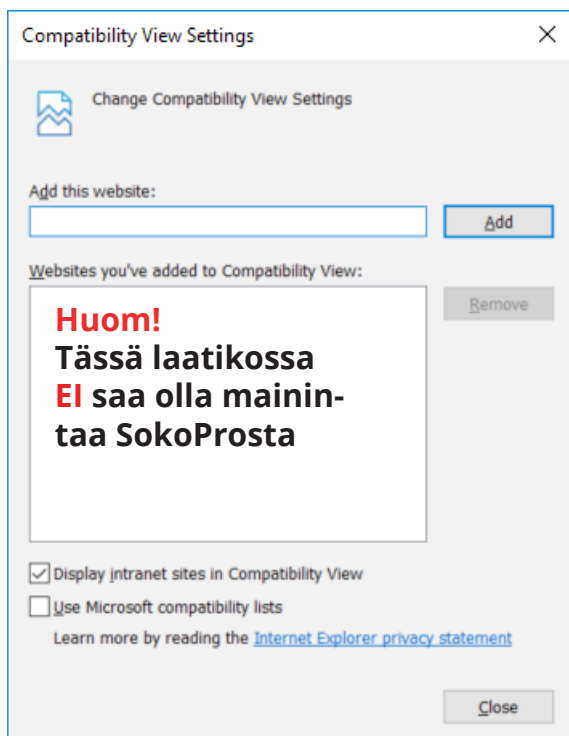 Compatibility View Settings
Change Compatibility View Settings
Add this website:
Add
Websites you've added to Compatibility View:
Remove
Huom!
Tässä laatikossa
EI saa olla mainin-
taa SokoProsta
Display intranet sites in Compatibility View
Use Microsoft compatibility lists
Learn more by reading the Internet Explorer privacy statement
Close